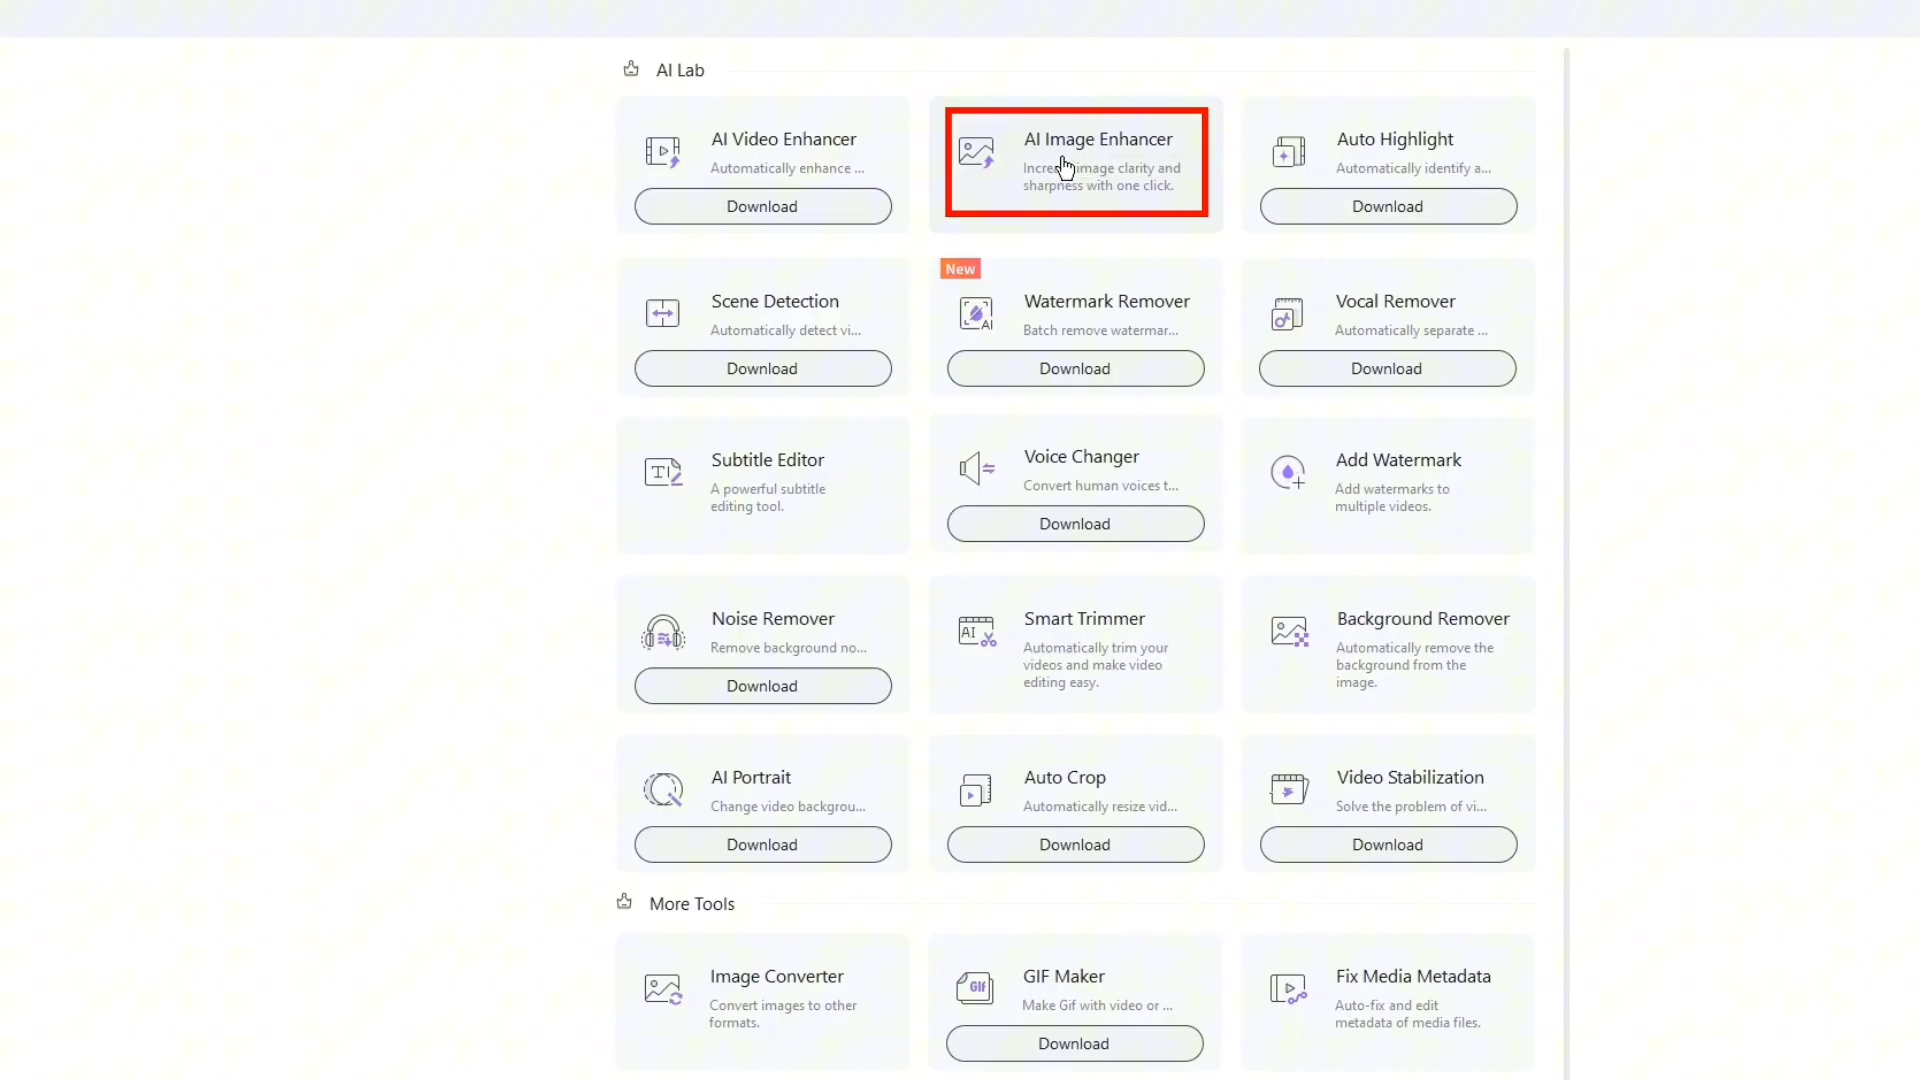 AI Lab
AI Video Enhancer
Automatically enhance ...
Download
AI Image Enhancer
image clarity and
sharpness with one click.
Auto Highlight
Automatically identify a...
Download
Scene Detection
Automatically detect vi...
Download
New
AI
Watermark Remover
Batch remove watermar...
Download
Vocal Remover
Automatically separate ...
Download
T
Subtitle Editor
A powerful subtitle
editing tool.
Voice Changer
Convert human voices t...
Download
Add Watermark
Add watermarks to
multiple videos.
Noise Remover
Remove background no...
Download
AI
Smart Trimmer
Automatically trim your
videos and make video
editing easy.
Background Remover
Automatically remove the
background from the
image.
AI Portrait
Change video backgrou...
Download
Auto Crop
Automatically resize vid...
Download
Video Stabilization
Solve the problem of vi...
Download
More Tools
Image Converter
Convert images to other
formats.
GIF
GIF Maker
Make Gif with video or ...
Download
Fix Media Metadata
Auto-fix and edit
metadata of media files.